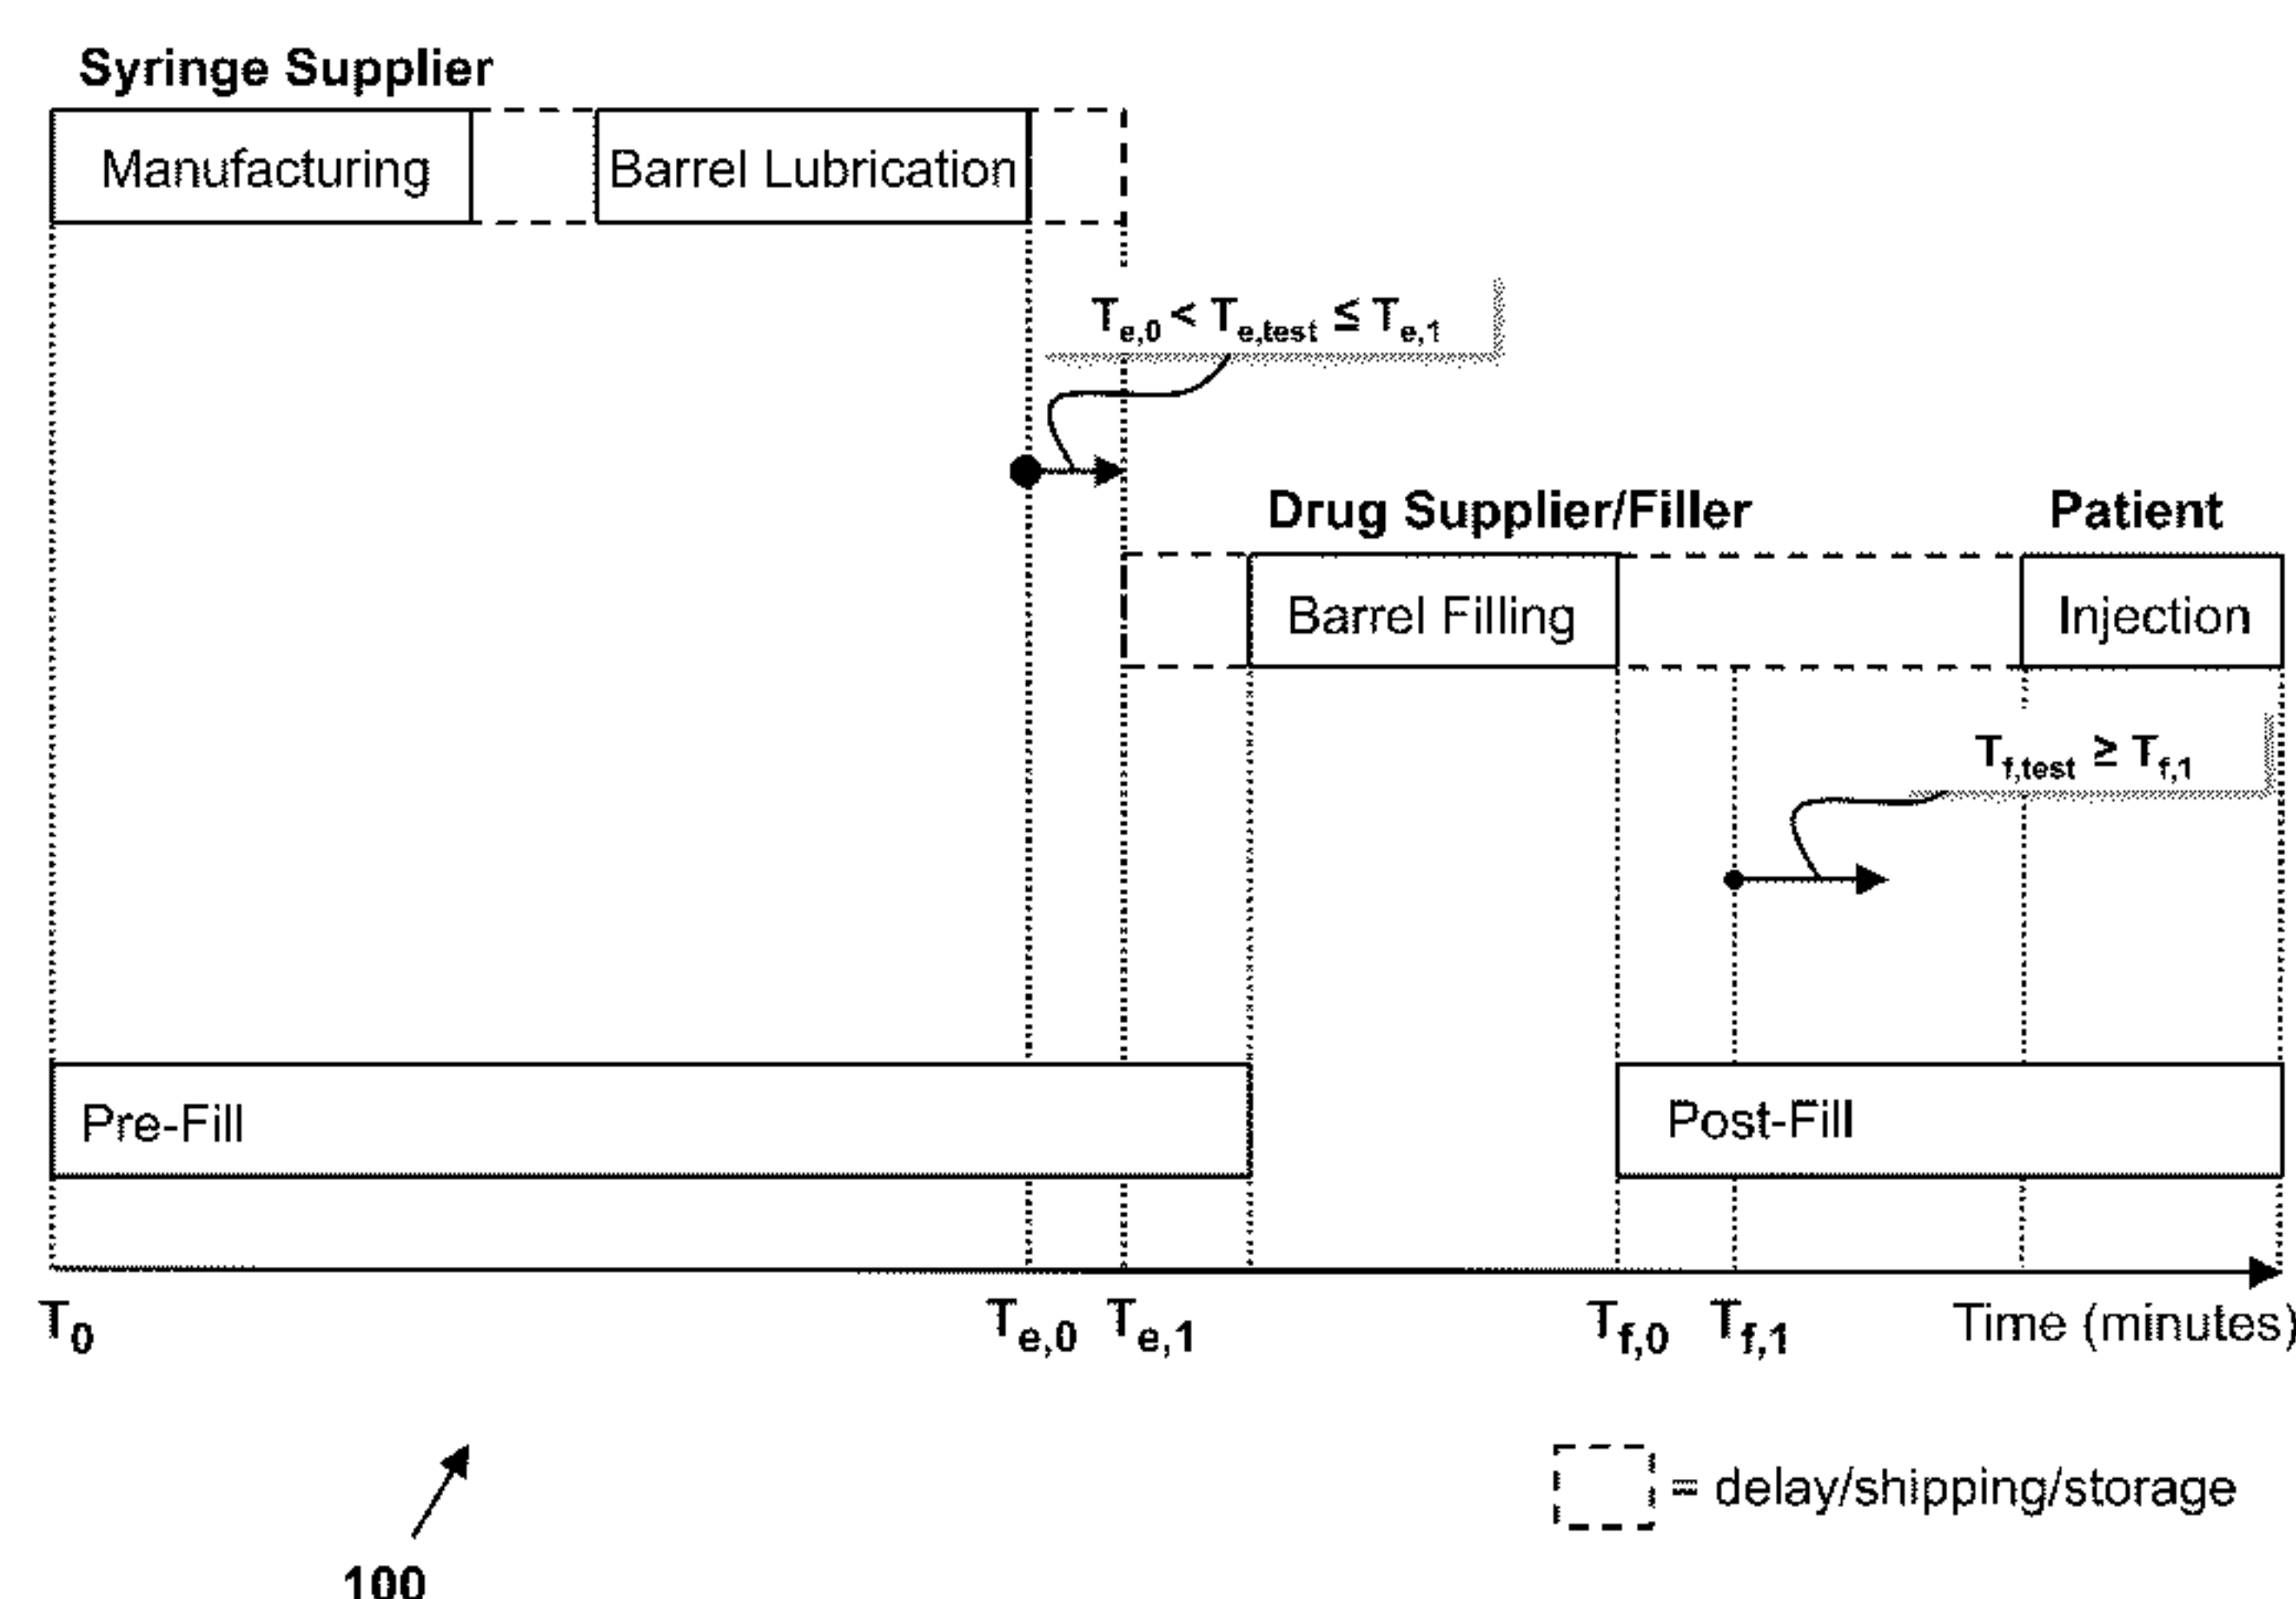 Syringe Supplier
Manufacturing
Barrel Lubrication
Te,0 < Te,test ≤ Te,1
Drug Supplier/Filler
Patient
Barrel Filling
Injection
Tf,test ≥ Tf,1
Pre-Fill
Post-Fill
T0
Te,0
Te,1
Tf,0
Tf,1
Time (minutes)
= delay/shipping/storage
100